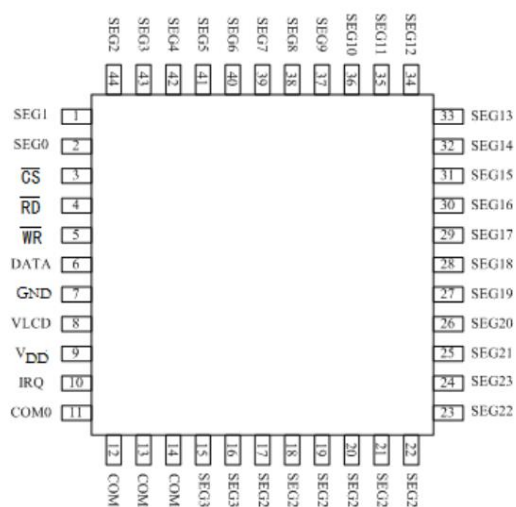 SEG2 SEG3 SEG4 SEG5 SEG6 SEG7 SEG8 SEG9 SEG10 SEG11 SEG12
44 43 42 41 40 39 38 37 36 35 34
SEG1 1 33 SEG13
SEG0 2 32 SEG14
CS 3 31 SEG15
RD 4 30 SEG16
WR 5 29 SEG17
DATA 6 28 SEG18
GND 7 27 SEG19
VLCD 8 26 SEG20
VDD 9 25 SEG21
IRQ 10 24 SEG23
COM0 11 23 SEG22
12 13 14 15 16 17 18 19 20 21 22
COM COM COM SEG3 SEG3 SEG2 SEG2 SEG2 SEG2 SEG2 SEG2